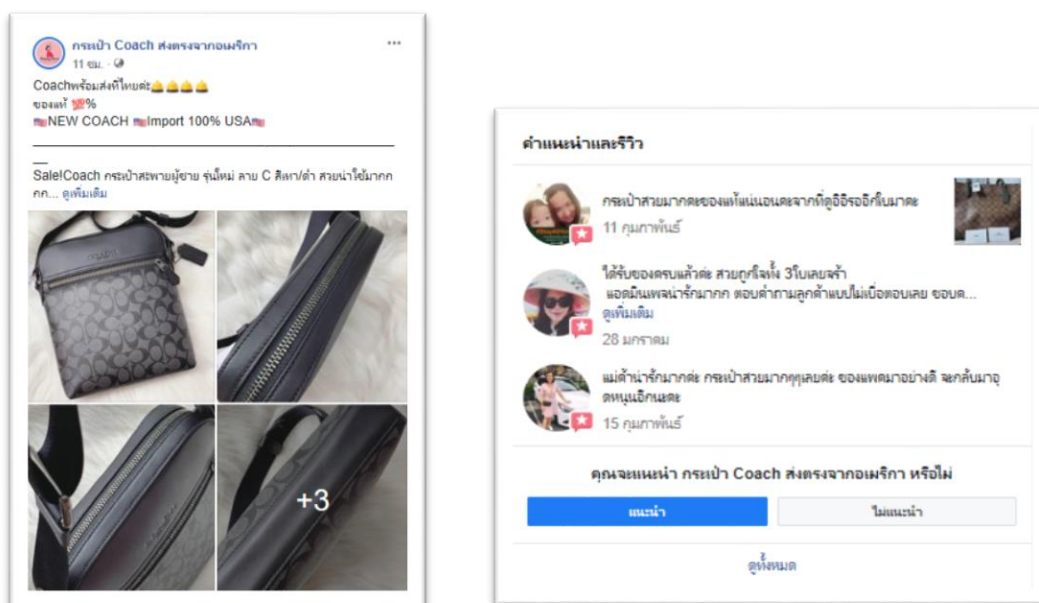 กระเป๋า Coach ส่งตรงจากอเมริกา
11 ชม.
Coachพร้อมส่งที่ไทยค่ะ🛎🛎🛎🛎
ของแท้ 💯%
🇺🇸NEW COACH 🇺🇸Import 100% USA🇺🇸
Sale!Coach กระเป๋าสะพายผู้ชาย รุ่นใหม่ ลาย C สีเทา/ดำ สวยน่าใช้มากก
กก... ดูเพิ่มเติม
+3
คำแนะนำและรีวิว
กระเป๋าสวยมากคะของแท้แน่นอนคะจากที่ดูอิอิรออีกใบมาคะ
11 กุมภาพันธ์
ได้รับของครบแล้วค่ะ สวยถูกใจทั้ง 3ใบเลยจร้า
แอดมินเพจน่ารักมากก ตอบคำถามลูกค้าแบบไม่เบื่อตอบเลย ขอบค...
ดูเพิ่มเติม
28 มกราคม
แม่ค้าน่ารักมากค่ะ กระเป๋าสวยมากๆๆเลยค่ะ ของแพคมาอย่างดี จะกลับมาอุ
ดหนุนอีกนะคะ
15 กุมภาพันธ์
คุณจะแนะนำ กระเป๋า Coach ส่งตรงจากอเมริกา หรือไม่
แนะนำ
ไม่แนะนำ
ดูทั้งหมด